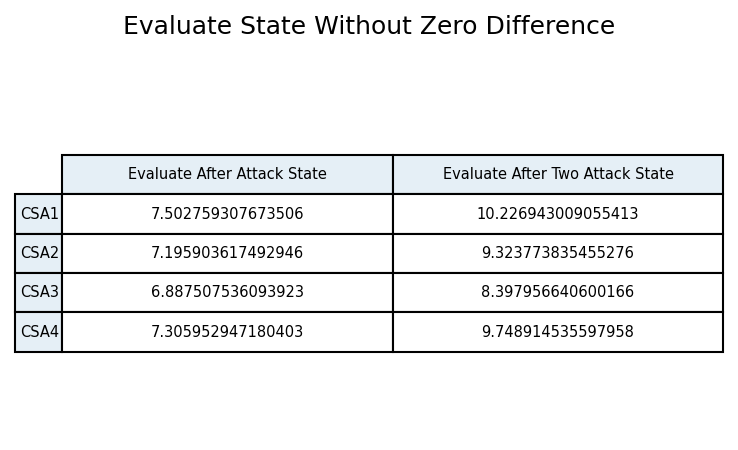 Evaluate State Without Zero Difference
Evaluate After Attack State Evaluate After Two Attack State
CSA1 7.502759307673506 10.226943009055413
CSA2 7.195903617492946 9.323773835455276
CSA3 6.887507536093923 8.397956640600166
CSA4 7.305952947180403 9.748914535597958